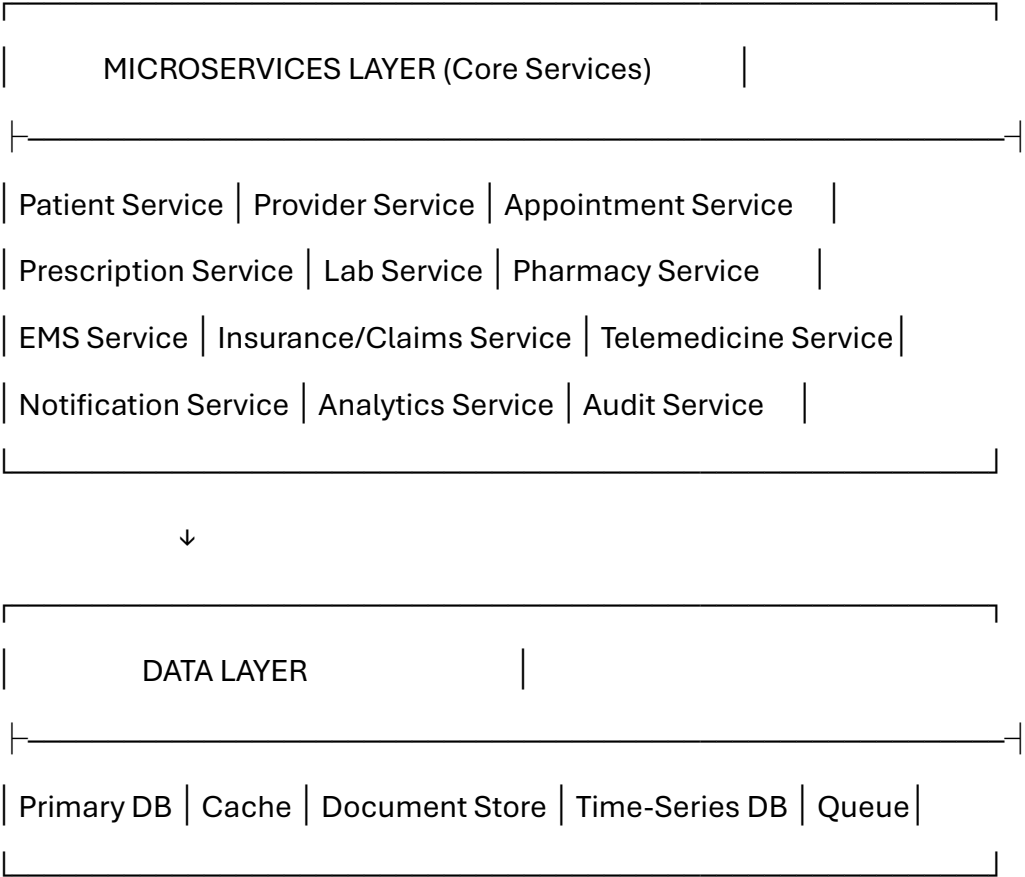 MICROSERVICES LAYER (Core Services) │
│ Patient Service │ Provider Service │ Appointment Service │
│ Prescription Service │ Lab Service │ Pharmacy Service │
│ EMS Service │ Insurance/Claims Service │ Telemedicine Service│
│ Notification Service │ Analytics Service │ Audit Service │
↓
│ DATA LAYER │
│ Primary DB │ Cache │ Document Store │ Time-Series DB │ Queue│